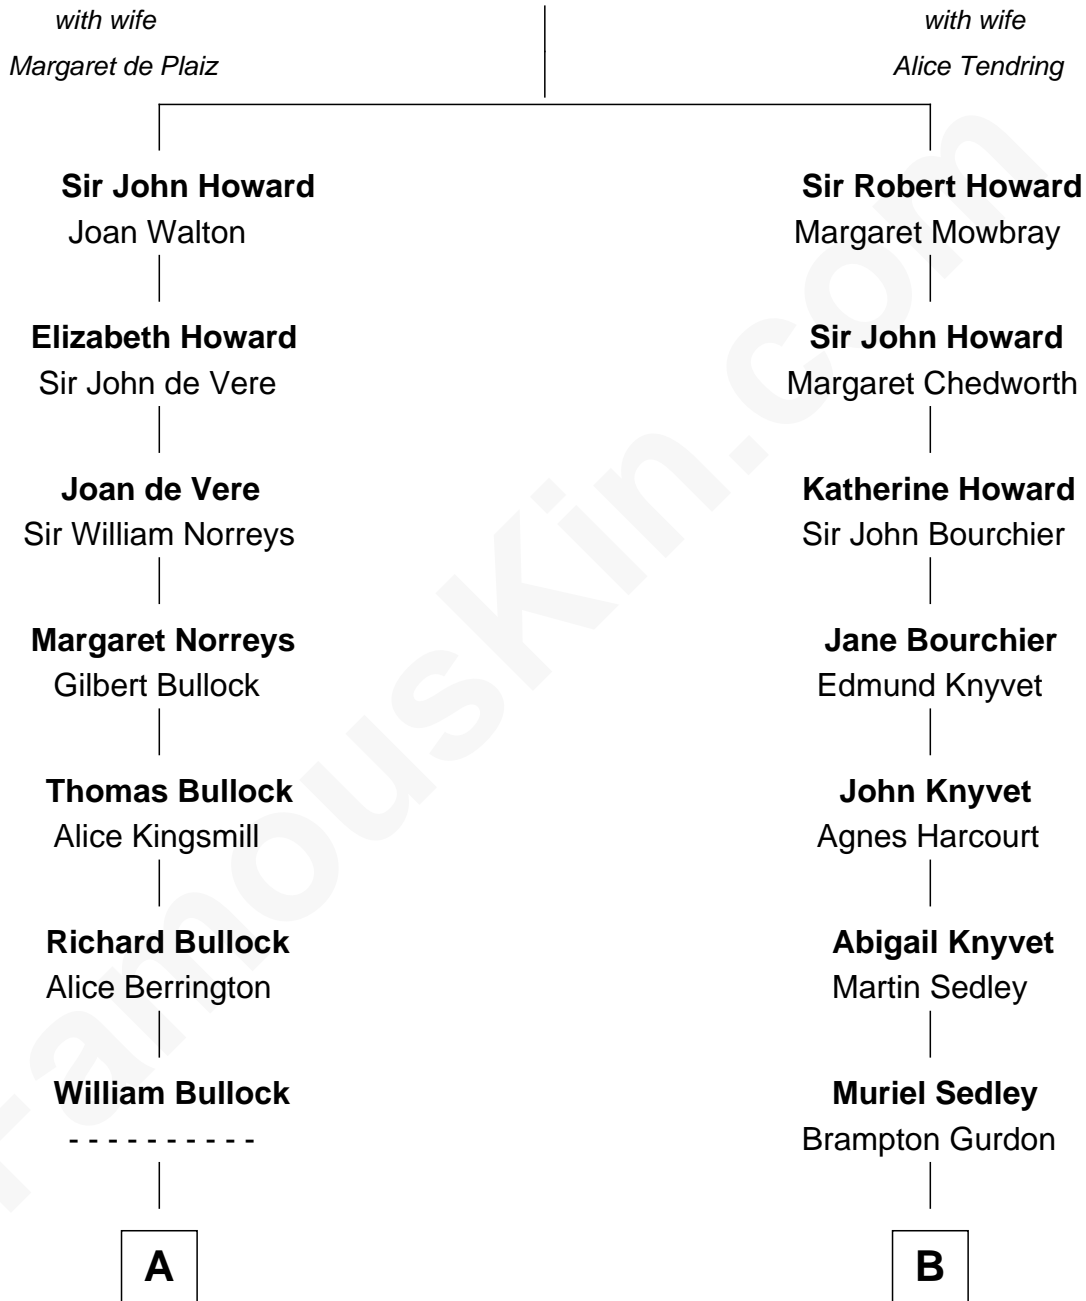 with wife
Margaret de Plaiz
with wife
Alice Tendring
Sir John Howard
Joan Walton
Sir Robert Howard
Margaret Mowbray
Elizabeth Howard
Sir John de Vere
Sir John Howard
Margaret Chedworth
Joan de Vere
Sir William Norreys
Katherine Howard
Sir John Bourchier
Margaret Norreys
Gilbert Bullock
Jane Bourchier
Edmund Knyvet
Thomas Bullock
Alice Kingsmill
John Knyvet
Agnes Harcourt
Richard Bullock
Alice Berrington
Abigail Knyvet
Martin Sedley
William Bullock
- - - - - - - - - -
Muriel Sedley
Brampton Gurdon
A
B
FamousKin.com